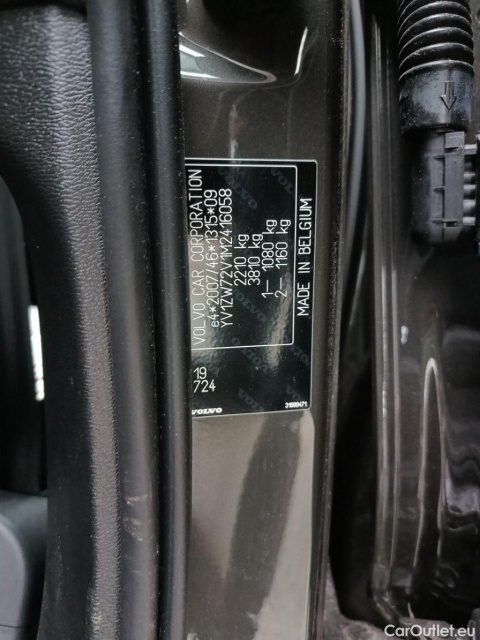 VOLVO CAR CORPORATION
e4*2007/46*1315*09
YV1ZW72V1M2416058
2210 kg
3810 kg
1– 1080 kg
2– 1160 kg
MADE IN BELGIUM
19
724
VOLVO
31689471
CarOutlet.eu